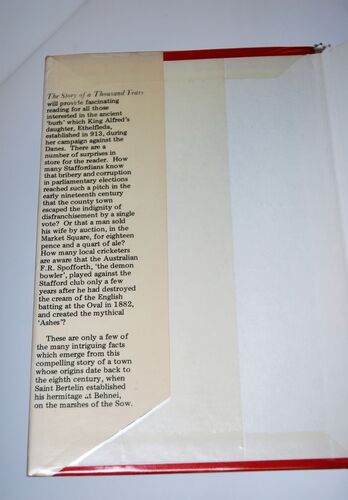 The Story of a Thousand Years
will provide fascinating
reading for all those
interested in the ancient
'burh' which King Alfred's
daughter, Ethelfleda,
established in 913, during
her campaign against the
Danes. There are a
number of surprises in
store for the reader. How
many Staffordians know
that bribery and corruption
in parliamentary elections
reached such a pitch in the
early nineteenth century
that the county town
escaped the indignity of
disfranchisement by a single
vote? Or that a man sold
his wife by auction, in the
Market Square, for eighteen
pence and a quart of ale?
How many local cricketers
are aware that the Australian
F.R. Spofforth, 'the demon
bowler', played against the
Stafford club only a few
years after he had destroyed
the cream of the English
batting at the Oval in 1882,
and created the mythical
'Ashes'?
These are only a few of
the many intriguing facts
which emerge from this
compelling story of a town
whose origins date back to
the eighth century, when
Saint Bertelin established
his hermitage at Bethnei,
on the marshes of the Sow.